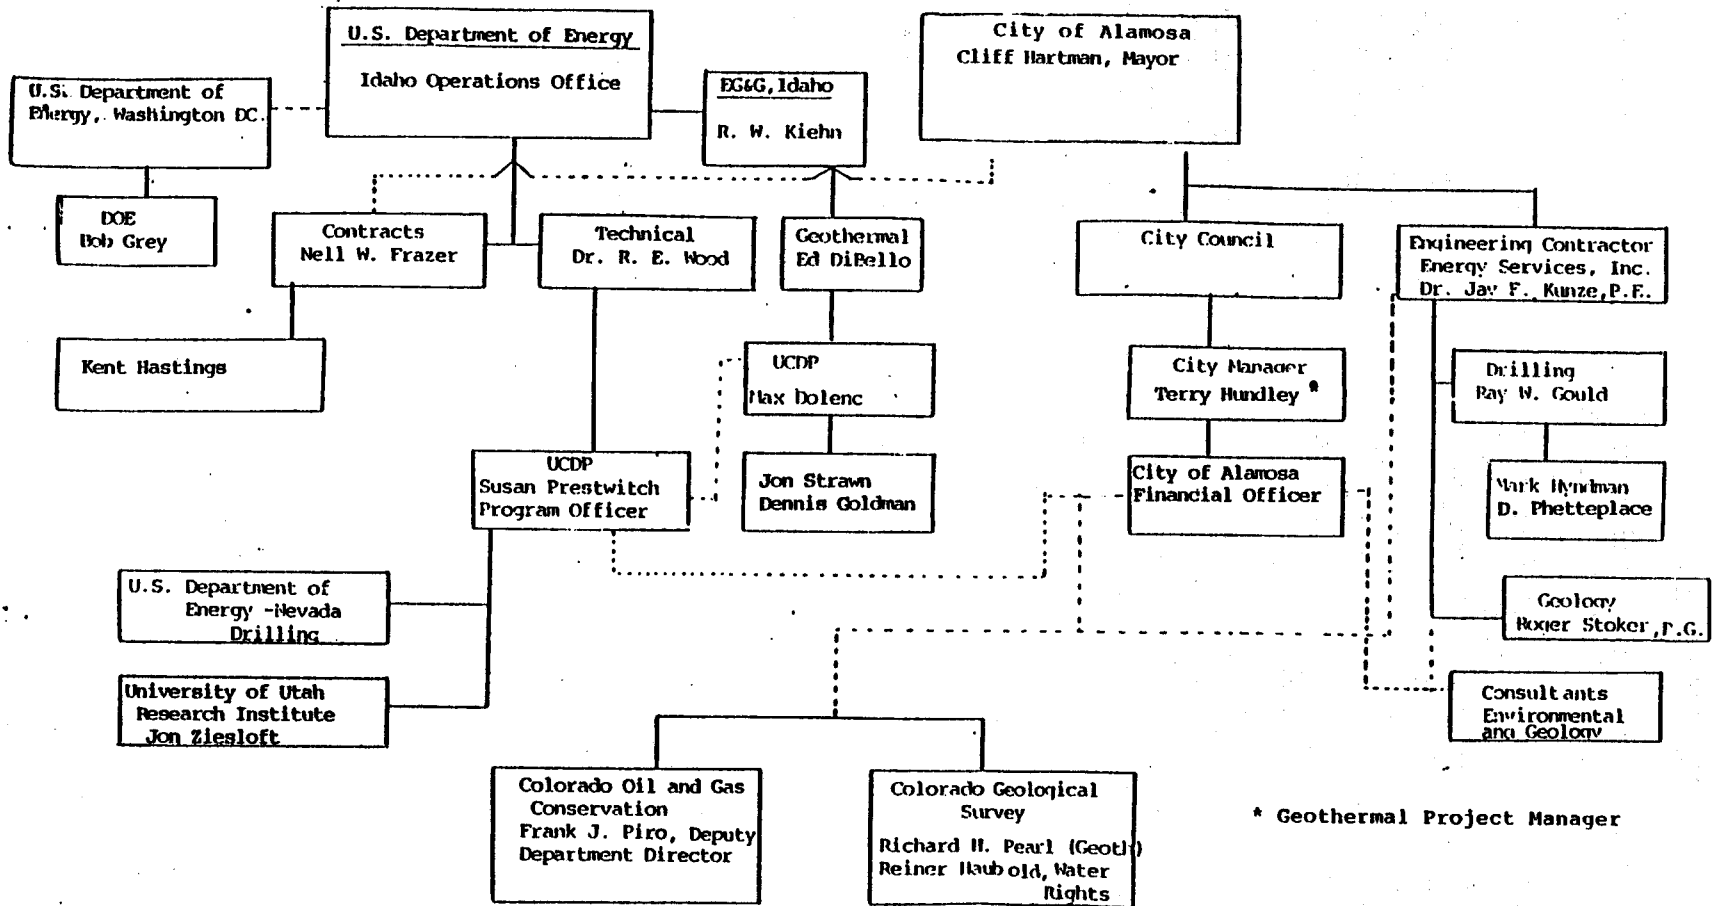 U.S. Department of Energy
Idaho Operations Office
City of Alamosa
Cliff Hartman, Mayor
U.S. Department of
Energy, Washington DC.
EG&G, Idaho
R. W. Kiehn
DOE
Bob Grey
Contracts
Nell W. Frazer
Technical
Dr. R. E. Wood
Geothermal
Ed DiBello
City Council
Engineering Contractor
Energy Services, Inc.
Dr. Jay F. Kunze, P.E.
Kent Hastings
UCDP
Max Dolenc
City Manager
Terry Hundley *
Drilling
Ray W. Gould
UCDP
Susan Prestwitch
Program Officer
Jon Strawn
Dennis Goldman
City of Alamosa
Financial Officer
Mark Hyndman
D. Phetteplace
U.S. Department of
Energy -Nevada
Drilling
Geology
Roger Stoker, P.G.
University of Utah
Research Institute
Jon Ziesloft
Consultants
Environmental
and Geology
Colorado Oil and Gas
Conservation
Frank J. Piro, Deputy
Department Director
Colorado Geological
Survey
Richard H. Pearl (Geoth)
Reiner Haubold, Water
Rights
* Geothermal Project Manager